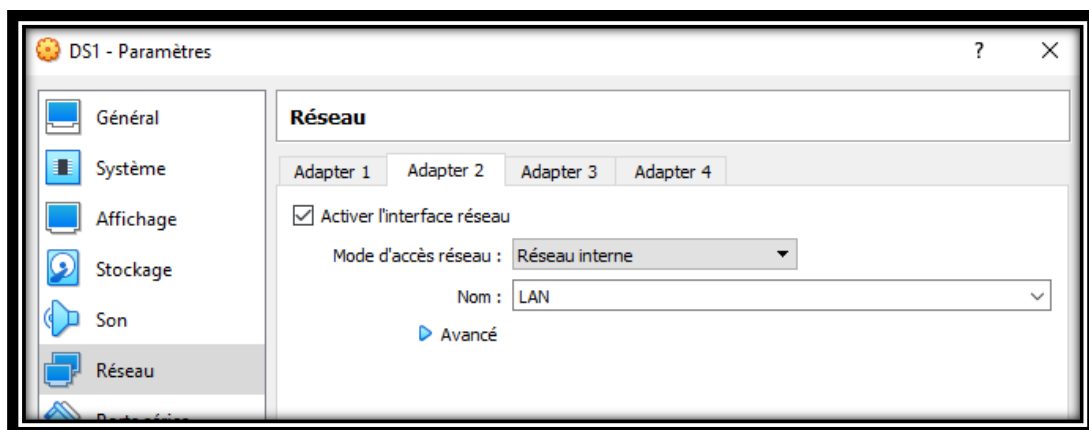 DS1 - Paramètres
?
Général
Système
Affichage
Stockage
Son
Réseau
Réseau
Adapter 1 Adapter 2 Adapter 3 Adapter 4
Activer l'interface réseau
Mode d'accès réseau : Réseau interne
Nom : LAN
Avancé